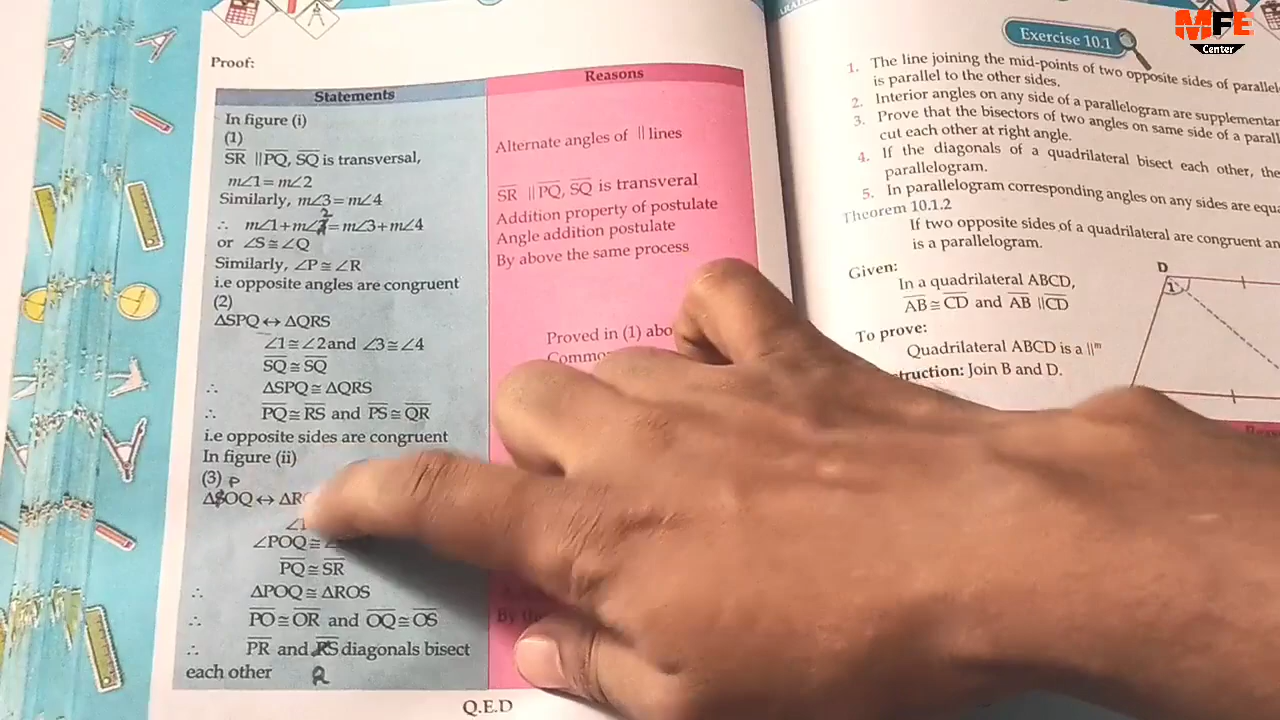 MFE
Center
Proof:
Statements
Reasons
In figure (i)
(1)
SR ∥ PQ, SQ is transversal,
Alternate angles of ∥ lines
m∠1 = m∠2
SR ∥ PQ, SQ is transveral
Similarly, m∠3 = m∠4
Addition property of postulate
2
∴ m∠1+m∠ = m∠3+m∠4
Angle addition postulate
or ∠S ≅ ∠Q
By above the same process
Similarly, ∠P ≅ ∠R
i.e opposite angles are congruent
(2)
ΔSPQ ↔ ΔQRS
Proved in (1)
∠1 ≅ ∠2 and ∠3 ≅ ∠4
SQ ≅ SQ
∴ ΔSPQ ≅ ΔQRS
∴ PQ ≅ RS and PS ≅ QR
i.e opposite sides are congruent
In figure (ii)
(3) P
ΔSOQ ↔
∠POQ ≅
PQ ≅ SR
∴ ΔPOQ ≅ ΔROS
∴ PO ≅ OR and OQ ≅ OS
∴ PR and RS diagonals bisect
each other
R
Q.E.D
Exercise 10.1
1. The line joining the mid-points of two opposite sides of
is parallel to the other sides.
2. Interior angles on any side of a parallelogram are
3. Prove that the bisectors of two angles on same side of a
cut each other at right angle.
4. If the diagonals of a quadrilateral bisect each other,
parallelogram.
5. In parallelogram corresponding angles on any sides are
Theorem 10.1.2
If two opposite sides of a quadrilateral are congruent
is a parallelogram.
Given:
In a quadrilateral ABCD,
AB ≅ CD and AB ∥ CD
D
1
To prove:
Quadrilateral ABCD is a ∥m
Join B and D.